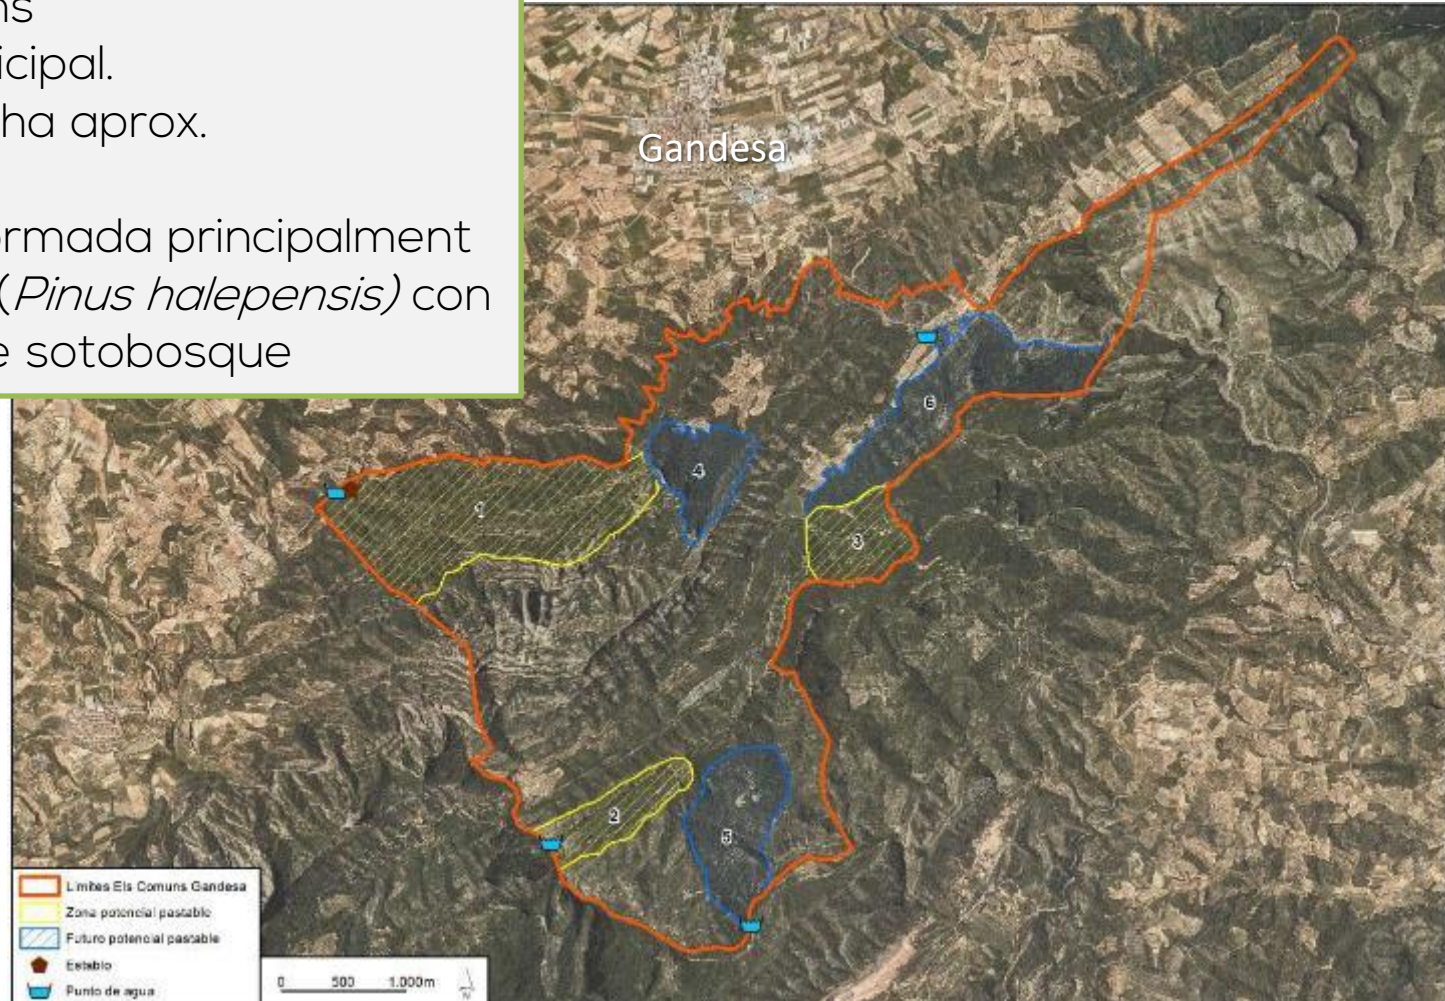 ns
icipal.
ha aprox.
ormada principalment
(Pinus halepensis) con
e sotobosque
Gandesa
1
2
3
4
5
6
Límites Els Comuns Gandesa
Zona potencial pastable
Futuro potencial pastable
Establo
Punto de agua
0 500 1.000m
N